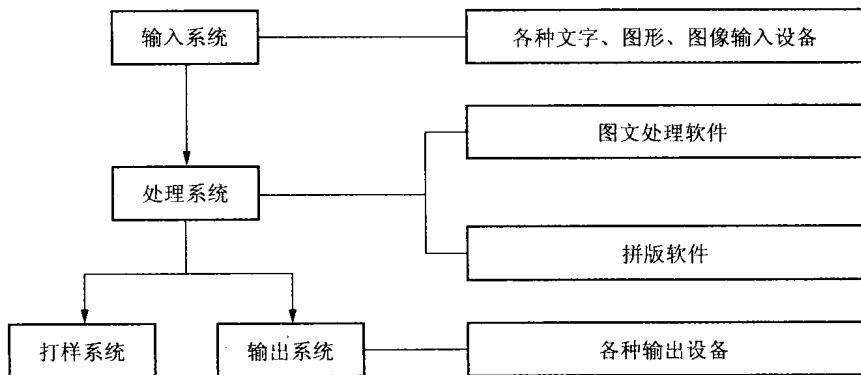 输入系统
各种文字、图形、图像输入设备
图文处理软件
处理系统
拼版软件
打样系统
输出系统
各种输出设备